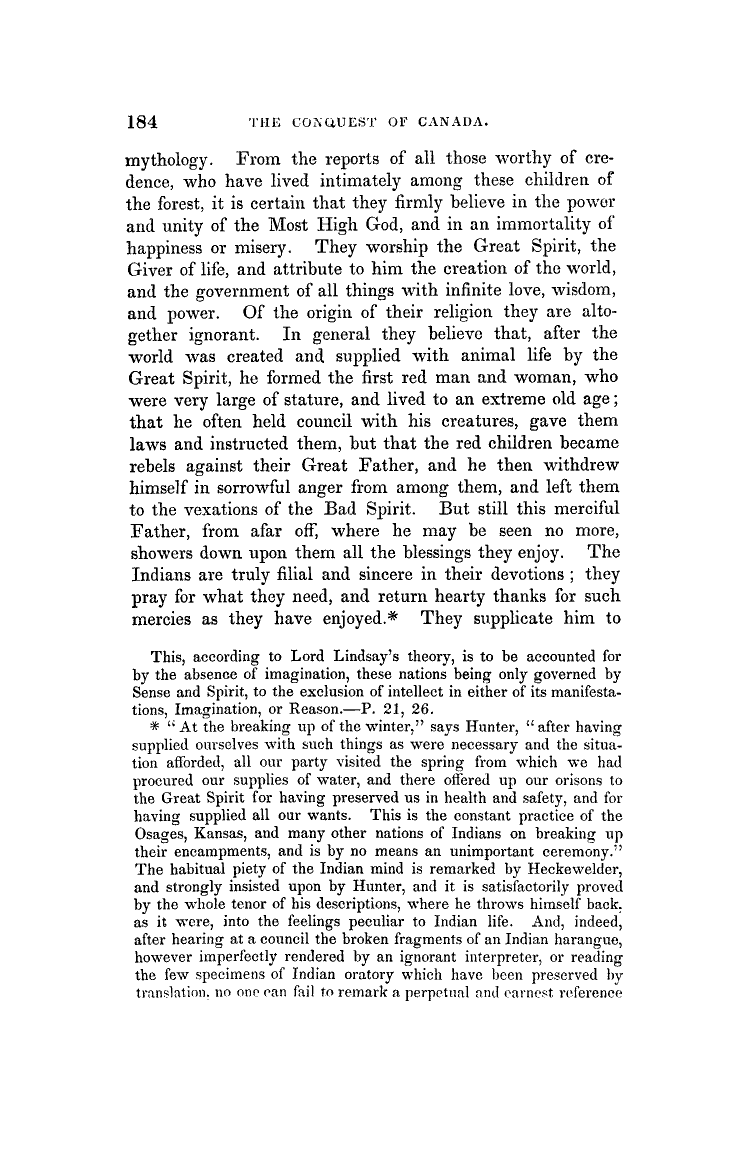 184 THE CONQUEST OF CANADA.
mythology. From the reports of all those worthy of cre-
dence, who have lived intimately among these children of
the forest, it is certain that they firmly believe in the power
and unity of the Most High God, and in an immortality of
happiness or misery. They worship the Great Spirit, the
Giver of life, and attribute to him the creation of the world,
and the government of all things with infinite love, wisdom,
and power. Of the origin of their religion they are alto-
gether ignorant. In general they believe that, after the
world was created and supplied with animal life by the
Great Spirit, he formed the first red man and woman, who
were very large of stature, and lived to an extreme old age;
that he often held council with his creatures, gave them
laws and instructed them, but that the red children became
rebels against their Great Father, and he then withdrew
himself in sorrowful anger from among them, and left them
to the vexations of the Bad Spirit. But still this merciful
Father, from afar off, where he may be seen no more,
showers down upon them all the blessings they enjoy. The
Indians are truly filial and sincere in their devotions; they
pray for what they need, and return hearty thanks for such
mercies as they have enjoyed.* They supplicate him to
This, according to Lord Lindsay's theory, is to be accounted for
by the absence of imagination, these nations being only governed by
Sense and Spirit, to the exclusion of intellect in either of its manifesta-
tions, Imagination, or Reason.—P. 21, 26.
* "At the breaking up of the winter," says Hunter, "after having
supplied ourselves with such things as were necessary and the situa-
tion afforded, all our party visited the spring from which we had
procured our supplies of water, and there offered up our orisons to
the Great Spirit for having preserved us in health and safety, and for
having supplied all our wants. This is the constant practice of the
Osages, Kansas, and many other nations of Indians on breaking up
their encampments, and is by no means an unimportant ceremony."
The habitual piety of the Indian mind is remarked by Heckewelder,
and strongly insisted upon by Hunter, and it is satisfactorily proved
by the whole tenor of his descriptions, where he throws himself back,
as it were, into the feelings peculiar to Indian life. And, indeed,
after hearing at a council the broken fragments of an Indian harangue,
however imperfectly rendered by an ignorant interpreter, or reading
the few specimens of Indian oratory which have been preserved by
translation, no one can fail to remark a perpetual and earnest reference